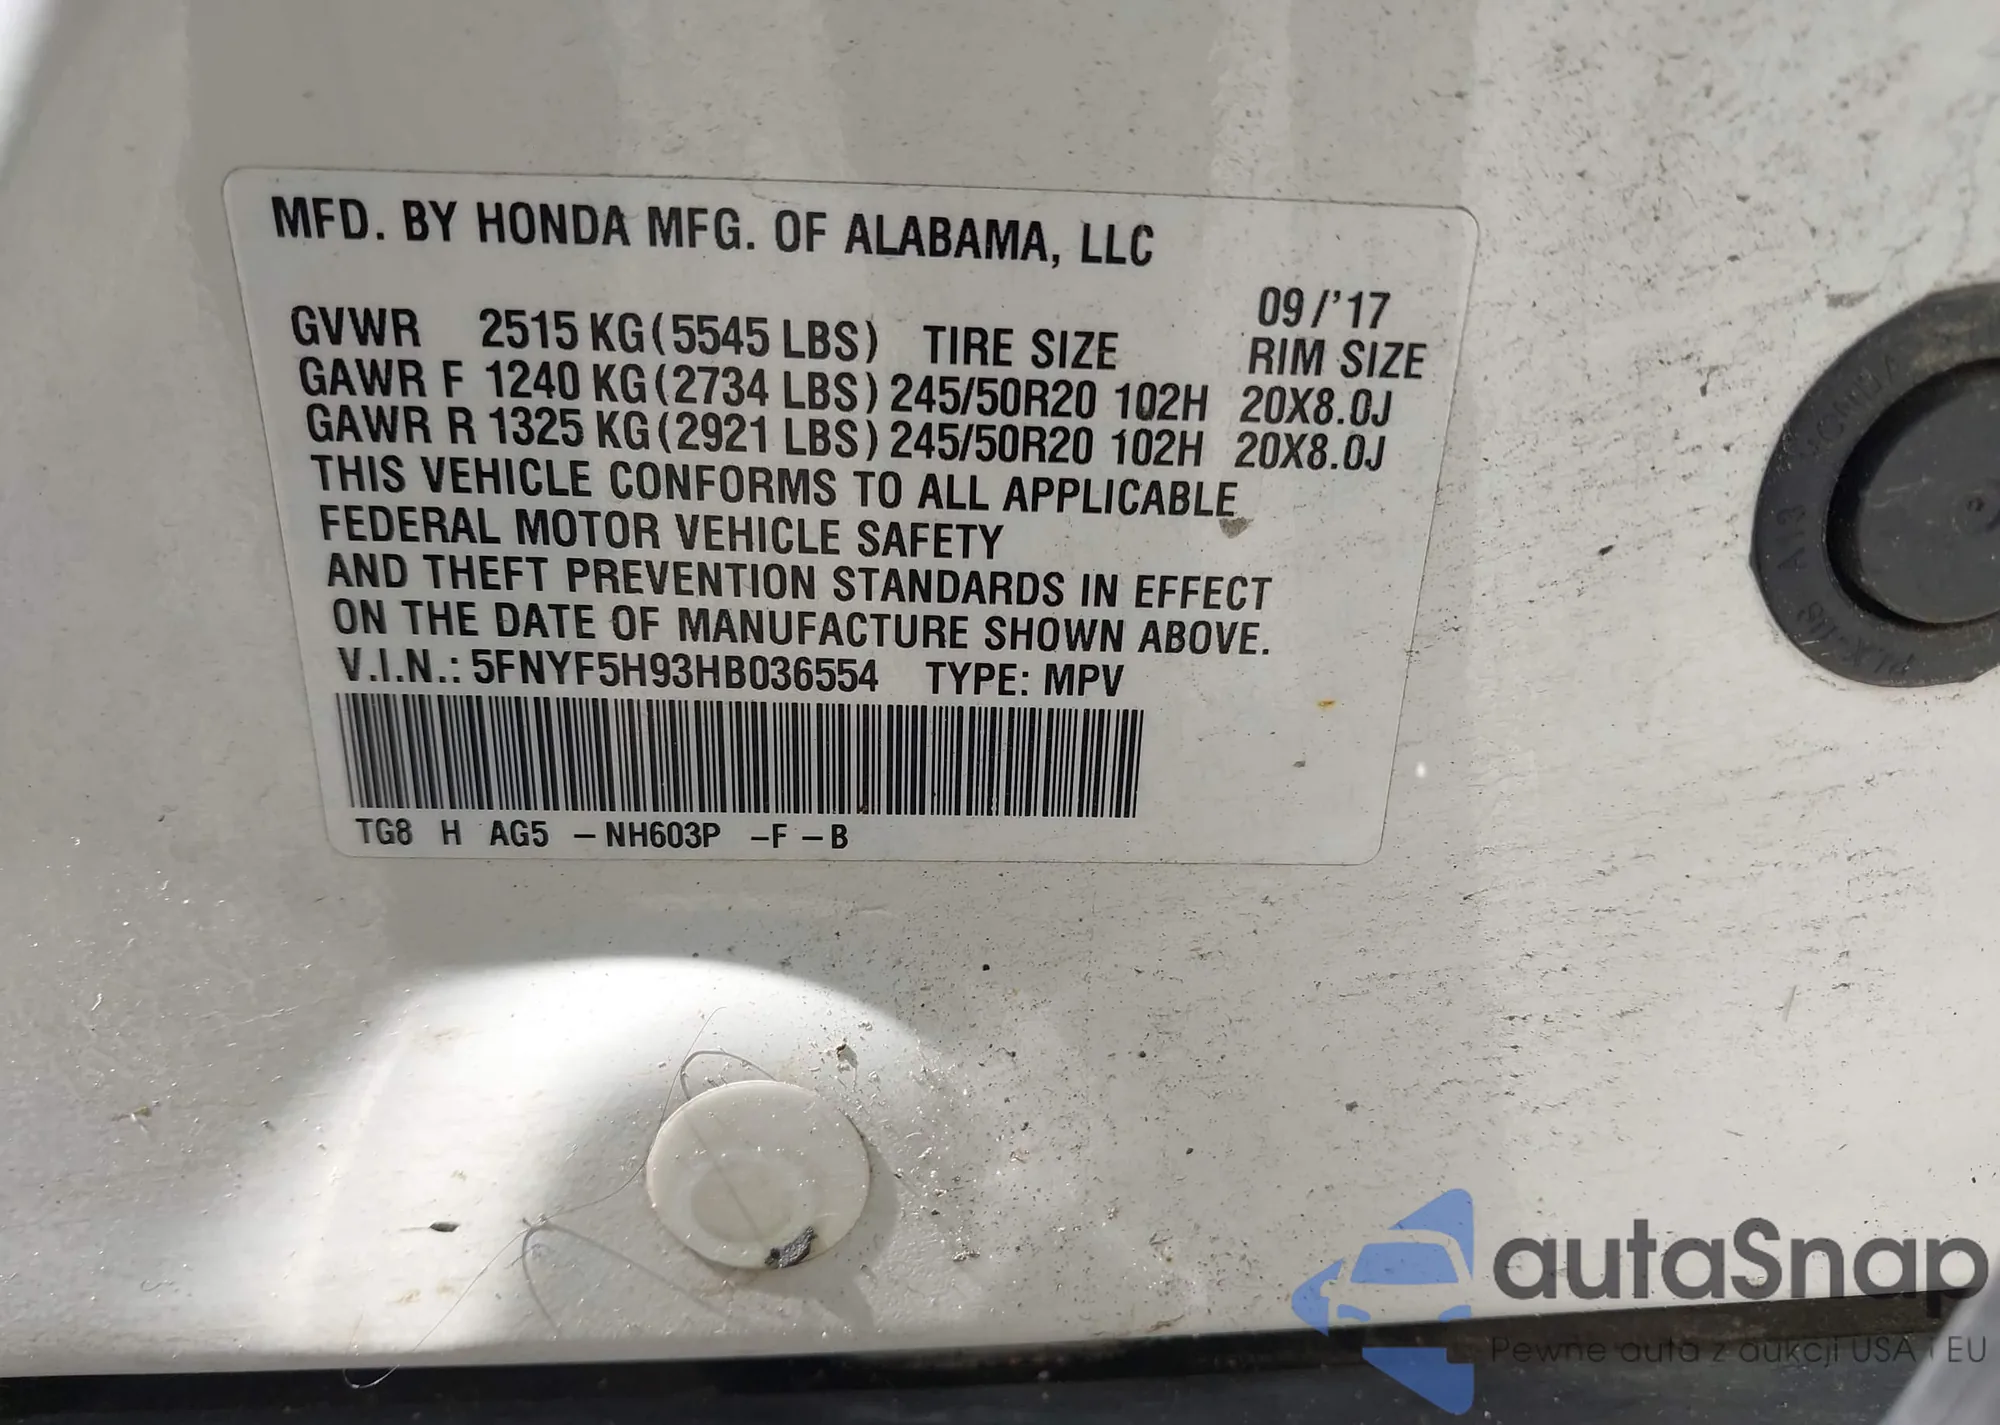 MFD. BY HONDA MFG. OF ALABAMA, LLC
09/'17
GVWR 2515 KG (5545 LBS) TIRE SIZE RIM SIZE
GAWR F 1240 KG (2734 LBS) 245/50R20 102H 20X8.0J
GAWR R 1325 KG (2921 LBS) 245/50R20 102H 20X8.0J
THIS VEHICLE CONFORMS TO ALL APPLICABLE
FEDERAL MOTOR VEHICLE SAFETY
AND THEFT PREVENTION STANDARDS IN EFFECT
ON THE DATE OF MANUFACTURE SHOWN ABOVE.
V.I.N.: 5FNYF5H93HB036554 TYPE: MPV
TG8 H AG5 – NH603P –F – B
A13
autaSnap
Pewne auta z aukcji USA i EU